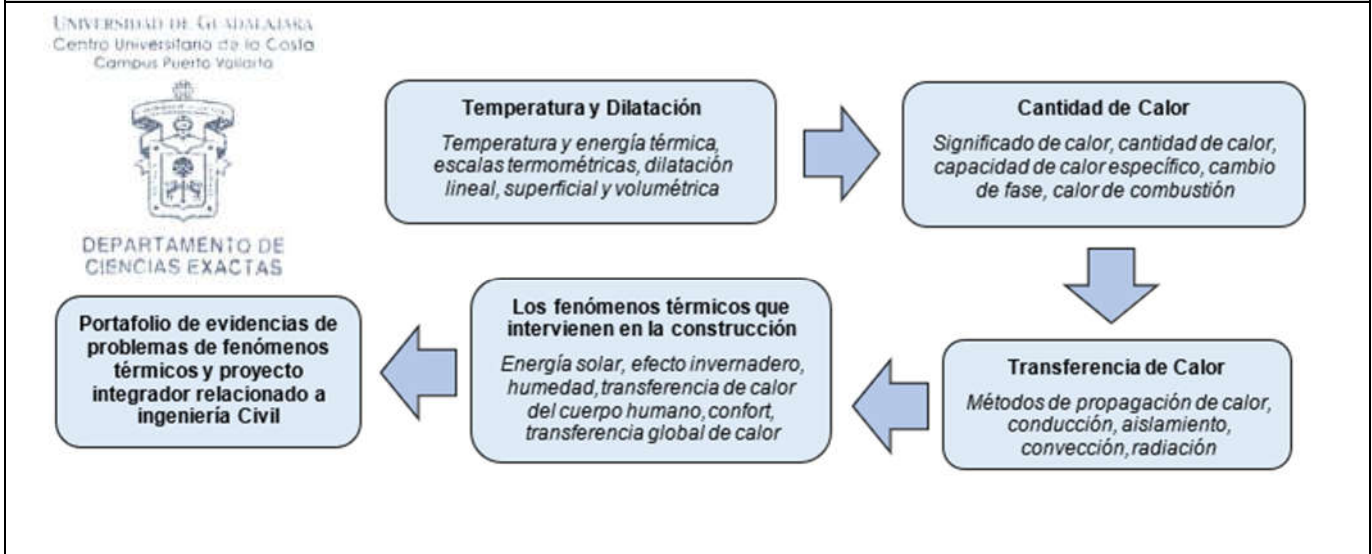 UNIVERSIDAD DE GUADALAJARA
Centro Universitario de la Costa
Campus Puerto Vallarta
DEPARTAMENTO DE
CIENCIAS EXACTAS
Temperatura y Dilatación
Temperatura y energía térmica,
escalas termométricas, dilatación
lineal, superficial y volumétrica
Cantidad de Calor
Significado de calor, cantidad de calor,
capacidad de calor específico, cambio
de fase, calor de combustión
Transferencia de Calor
Métodos de propagación de calor,
conducción, aislamiento,
convección, radiación
Los fenómenos térmicos que
intervienen en la construcción
Energía solar, efecto invernadero,
humedad, transferencia de calor
del cuerpo humano, confort,
transferencia global de calor
Portafolio de evidencias de
problemas de fenómenos
térmicos y proyecto
integrador relacionado a
ingeniería Civil